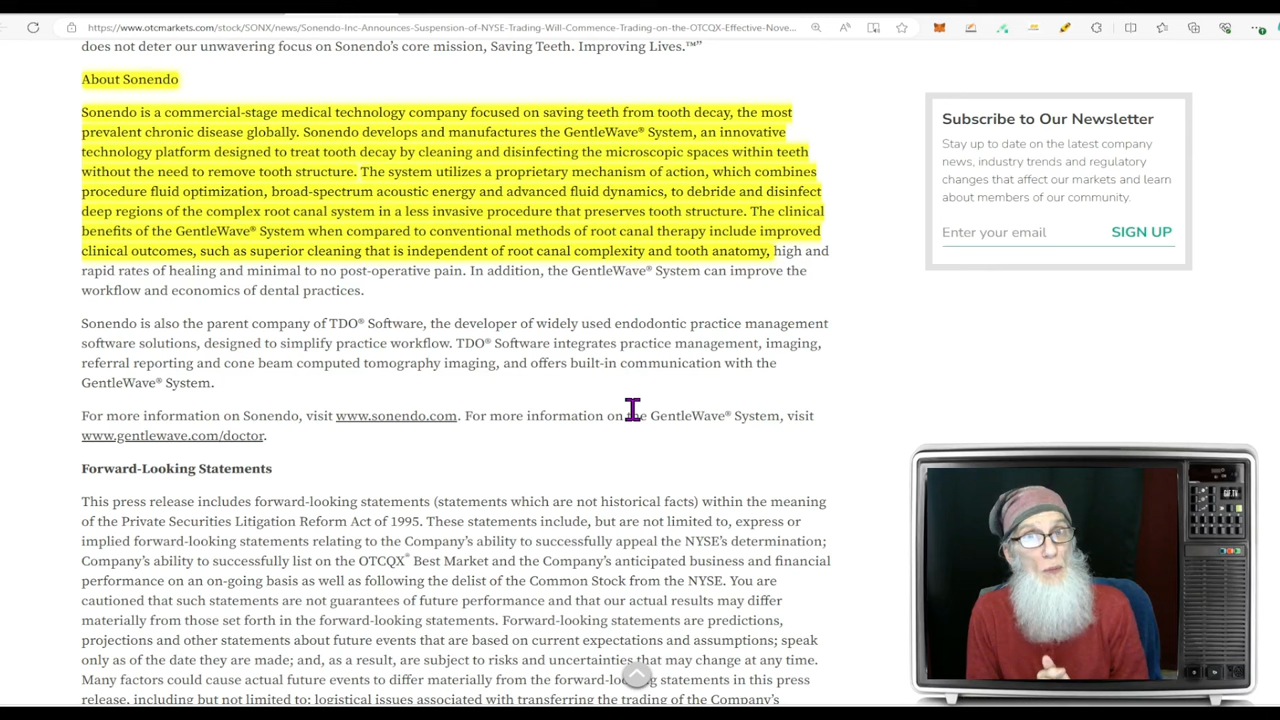 https://www.otcmarkets.com/stock/SONX/news/Sonendo-Inc-Announces-Suspension-of-NYSE-Trading-Will-Commence-Trading-on-the-OTCQX-Effective-Nove...
does not deter our unwavering focus on Sonendo's core mission, Saving Teeth. Improving Lives.™”
About Sonendo
Sonendo is a commercial-stage medical technology company focused on saving teeth from tooth decay, the most
prevalent chronic disease globally. Sonendo develops and manufactures the GentleWave® System, an innovative
technology platform designed to treat tooth decay by cleaning and disinfecting the microscopic spaces within teeth
without the need to remove tooth structure. The system utilizes a proprietary mechanism of action, which combines
procedure fluid optimization, broad-spectrum acoustic energy and advanced fluid dynamics, to debride and disinfect
deep regions of the complex root canal system in a less invasive procedure that preserves tooth structure. The clinical
benefits of the GentleWave® System when compared to conventional methods of root canal therapy include improved
clinical outcomes, such as superior cleaning that is independent of root canal complexity and tooth anatomy, high and
rapid rates of healing and minimal to no post-operative pain. In addition, the GentleWave® System can improve the
workflow and economics of dental practices.
Sonendo is also the parent company of TDO® Software, the developer of widely used endodontic practice management
software solutions, designed to simplify practice workflow. TDO® Software integrates practice management, imaging,
referral reporting and cone beam computed tomography imaging, and offers built-in communication with the
GentleWave® System.
For more information on Sonendo, visit www.sonendo.com. For more information on the GentleWave® System, visit
www.gentlewave.com/doctor.
Forward-Looking Statements
This press release includes forward-looking statements (statements which are not historical facts) within the meaning
of the Private Securities Litigation Reform Act of 1995. These statements include, but are not limited to, express or
implied forward-looking statements relating to the Company's ability to successfully appeal the NYSE's determination;
Company's ability to successfully list on the OTCQX® Best Market and the Company's anticipated business and financial
performance on an on-going basis as well as following the delist of the Common Stock from the NYSE. You are
cautioned that such statements are not guarantees of future performance and that our actual results may differ
materially from those set forth in the forward-looking statements. Forward-looking statements are predictions,
projections and other statements about future events that are based on current expectations and assumptions; speak
only as of the date they are made; and, as a result, are subject to risks and uncertainties that may change at any time.
Many factors could cause actual future events to differ materially from the forward-looking statements in this press
release, including but not limited to: logistical issues associated with transferring the trading of the Company's
Subscribe to Our Newsletter
Stay up to date on the latest company
news, industry trends and regulatory
changes that affect our markets and learn
about members of our community.
Enter your email SIGN UP
GIF.TV